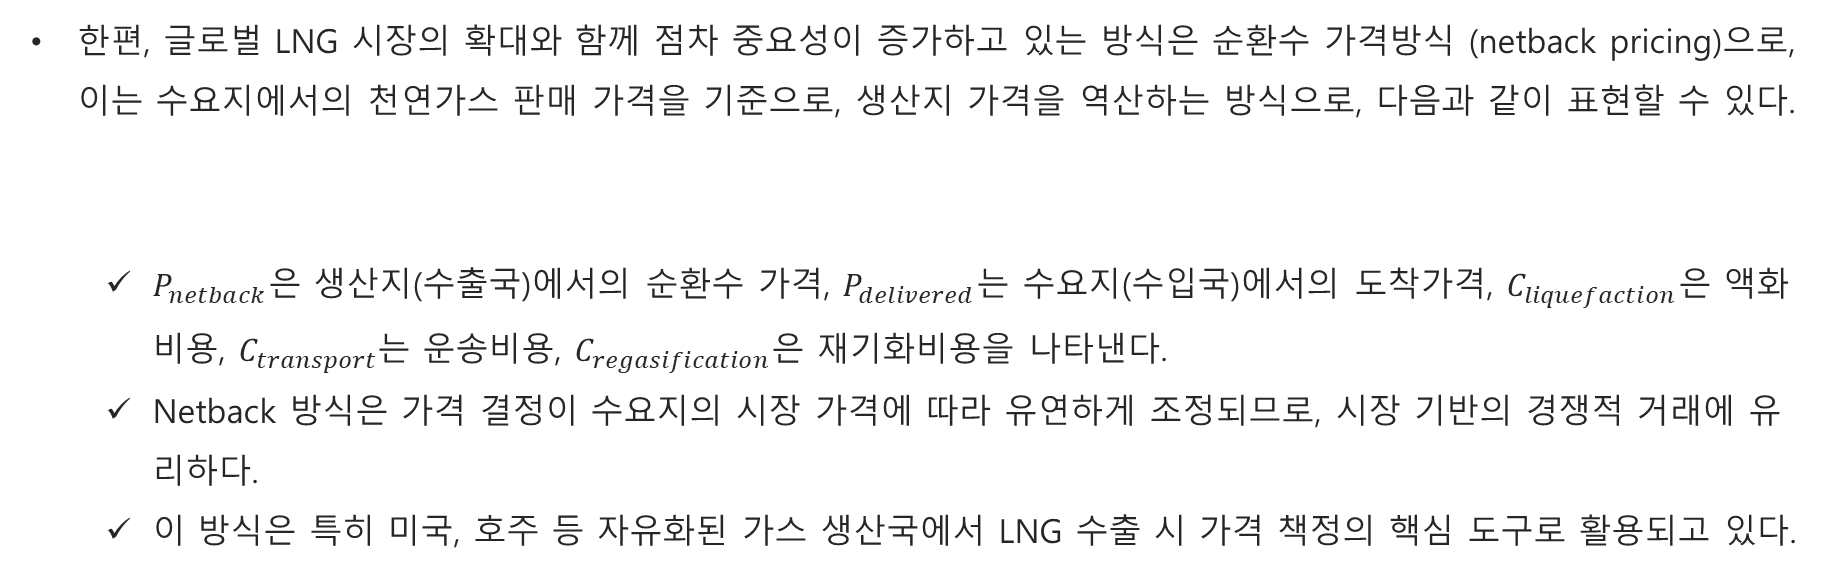 • 한편, 글로벌 LNG 시장의 확대와 함께 점차 중요성이 증가하고 있는 방식은 순환수 가격방식 (netback pricing)으로,
이는 수요지에서의 천연가스 판매 가격을 기준으로, 생산지 가격을 역산하는 방식으로, 다음과 같이 표현할 수 있다.
✓ P_netback은 생산지(수출국)에서의 순환수 가격, P_delivered는 수요지(수입국)에서의 도착가격, C_liquefaction은 액화
비용, C_transport는 운송비용, C_regasification은 재기화비용을 나타낸다.
✓ Netback 방식은 가격 결정이 수요지의 시장 가격에 따라 유연하게 조정되므로, 시장 기반의 경쟁적 거래에 유
리하다.
✓ 이 방식은 특히 미국, 호주 등 자유화된 가스 생산국에서 LNG 수출 시 가격 책정의 핵심 도구로 활용되고 있다.